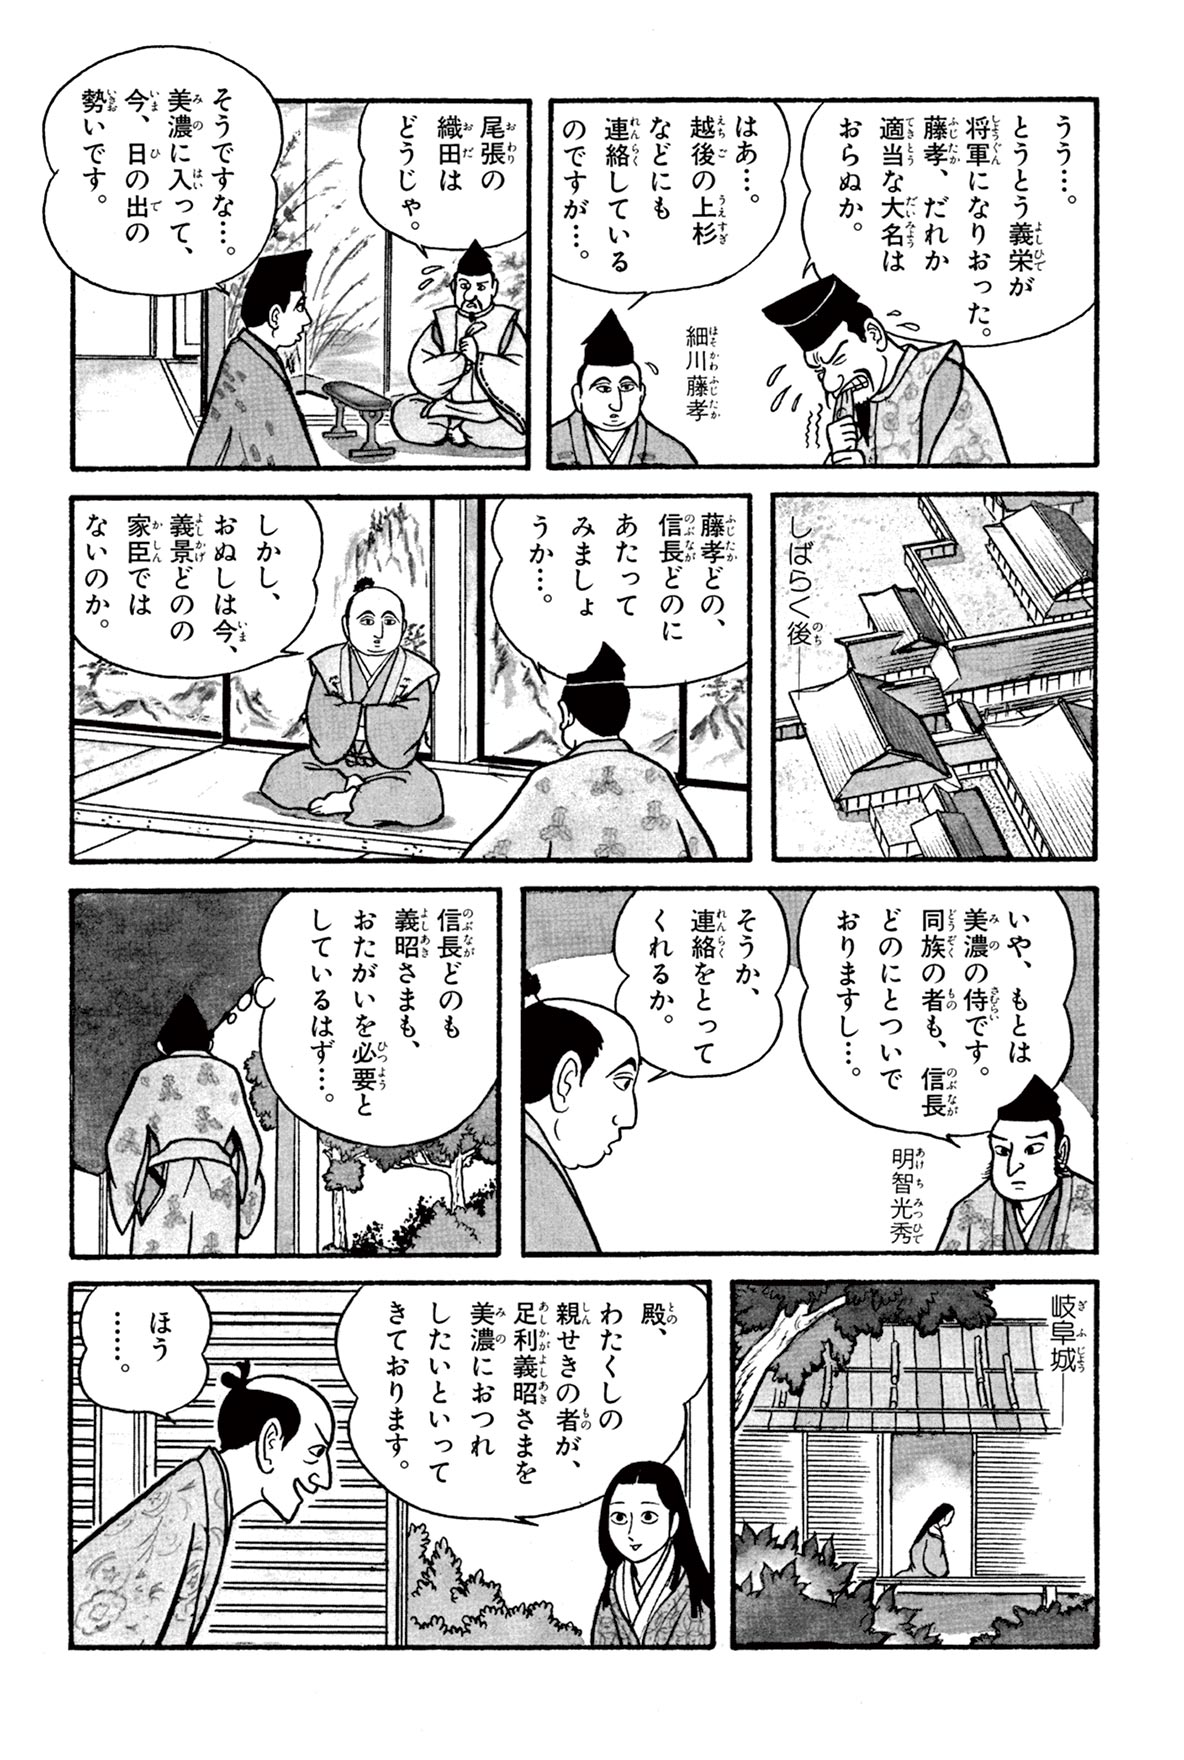 うう…。
とうとう義栄が
将軍になりおった。
藤孝、だれか
適当な大名は
おらぬか。
はあ…。
越後の上杉
などにも
連絡している
のですが…。
細川藤孝
尾張の
織田は
どうじゃ。
そうですな…。
美濃に入って、
今、日の出の
勢いです。
しばらく後
藤孝どの、
信長どのに
あたって
みましょ
うか…。
しかし、
おぬしは今、
義景どのの
家臣では
ないのか。
いや、もとは
美濃の侍です。
同族の者も、信長
どのにとついで
おりますし…。
明智光秀
そうか、
連絡をとって
くれるか。
信長どのも
義昭さまも、
おたがいを必要と
しているはず…。
岐阜城
殿、
わたくしの
親せきの者が、
足利義昭さまを
美濃におつれ
したいといって
きております。
ほう
……。